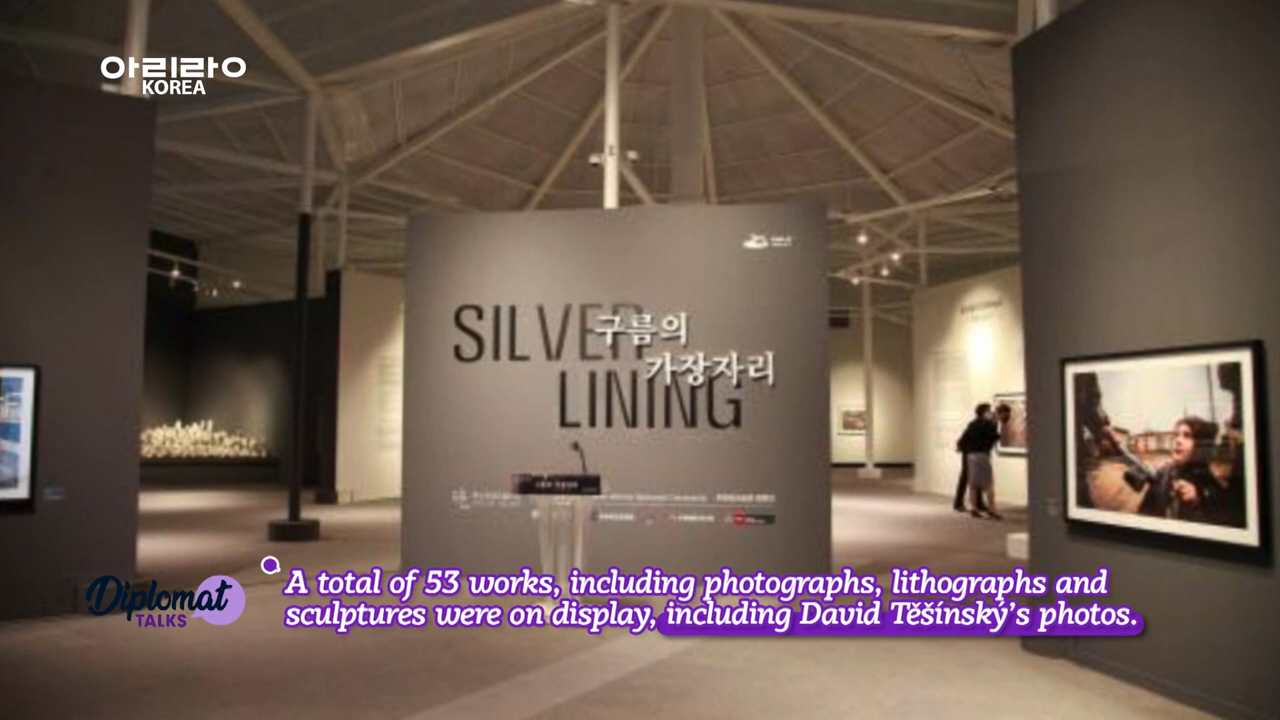 아리랑
KOREA
SILVER
구름의
가장자리
LINING
Diplomat
TALKS
A total of 53 works, including photographs, lithographs and
sculptures were on display, including David Těšínský’s photos.